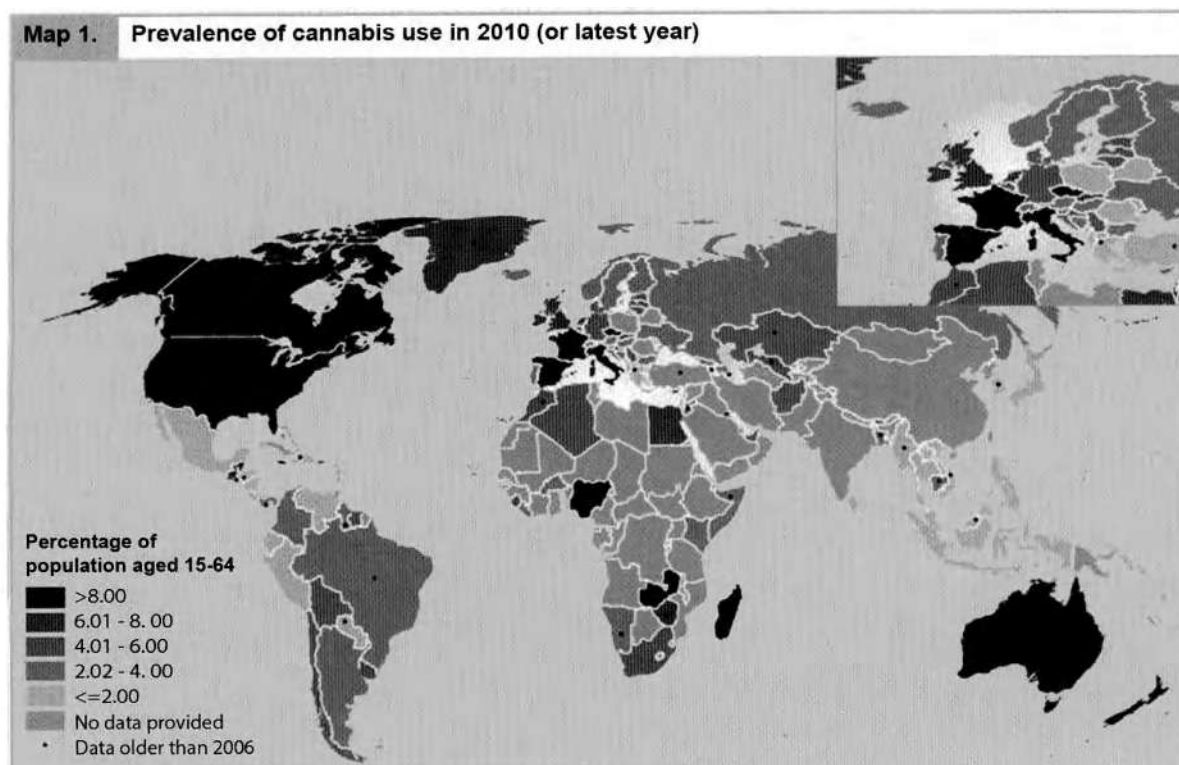 Map 1. Prevalence of cannabis use in 2010 (or latest year)
Percentage of
population aged 15-64
>8.00
6.01 - 8. 00
4.01 - 6.00
2.02 - 4. 00
<=2.00
No data provided
Data older than 2006